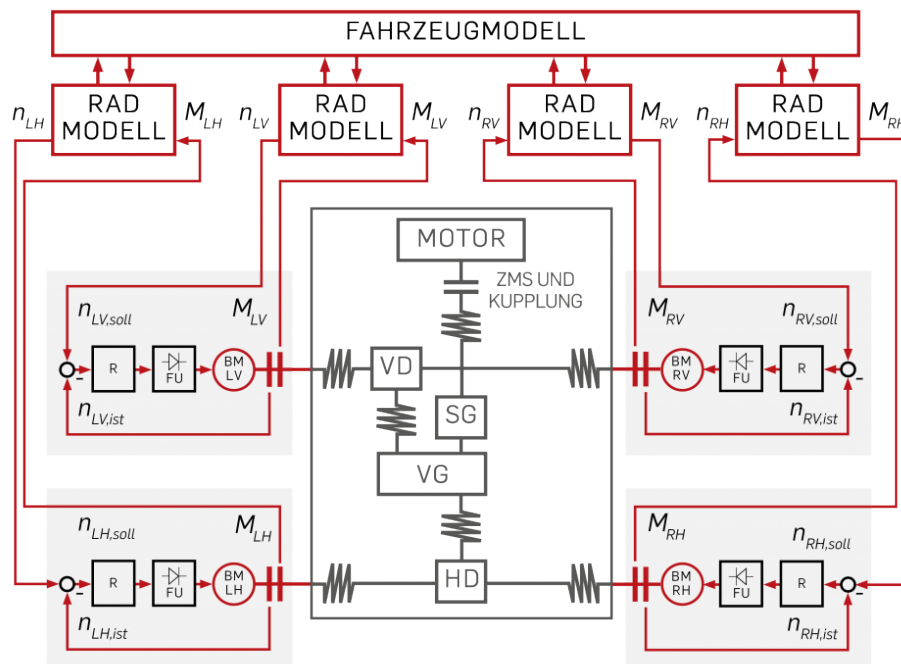 FAHRZEUGMODELL
n_LH
RAD
MODELL
M_LH
n_LV
RAD
MODELL
M_LV
n_RV
RAD
MODELL
M_RV
n_RH
RAD
MODELL
M_RH
MOTOR
ZMS UND
KUPPLUNG
VD
SG
VG
HD
n_LV,soll
M_LV
-
R
FU
BM
LV
n_LV,ist
M_RV
n_RV,soll
BM
RV
FU
R
-
n_RV,ist
n_LH,soll
M_LH
-
R
FU
BM
LH
n_LH,ist
M_RH
n_RH,soll
BM
RH
FU
R
-
n_RH,ist